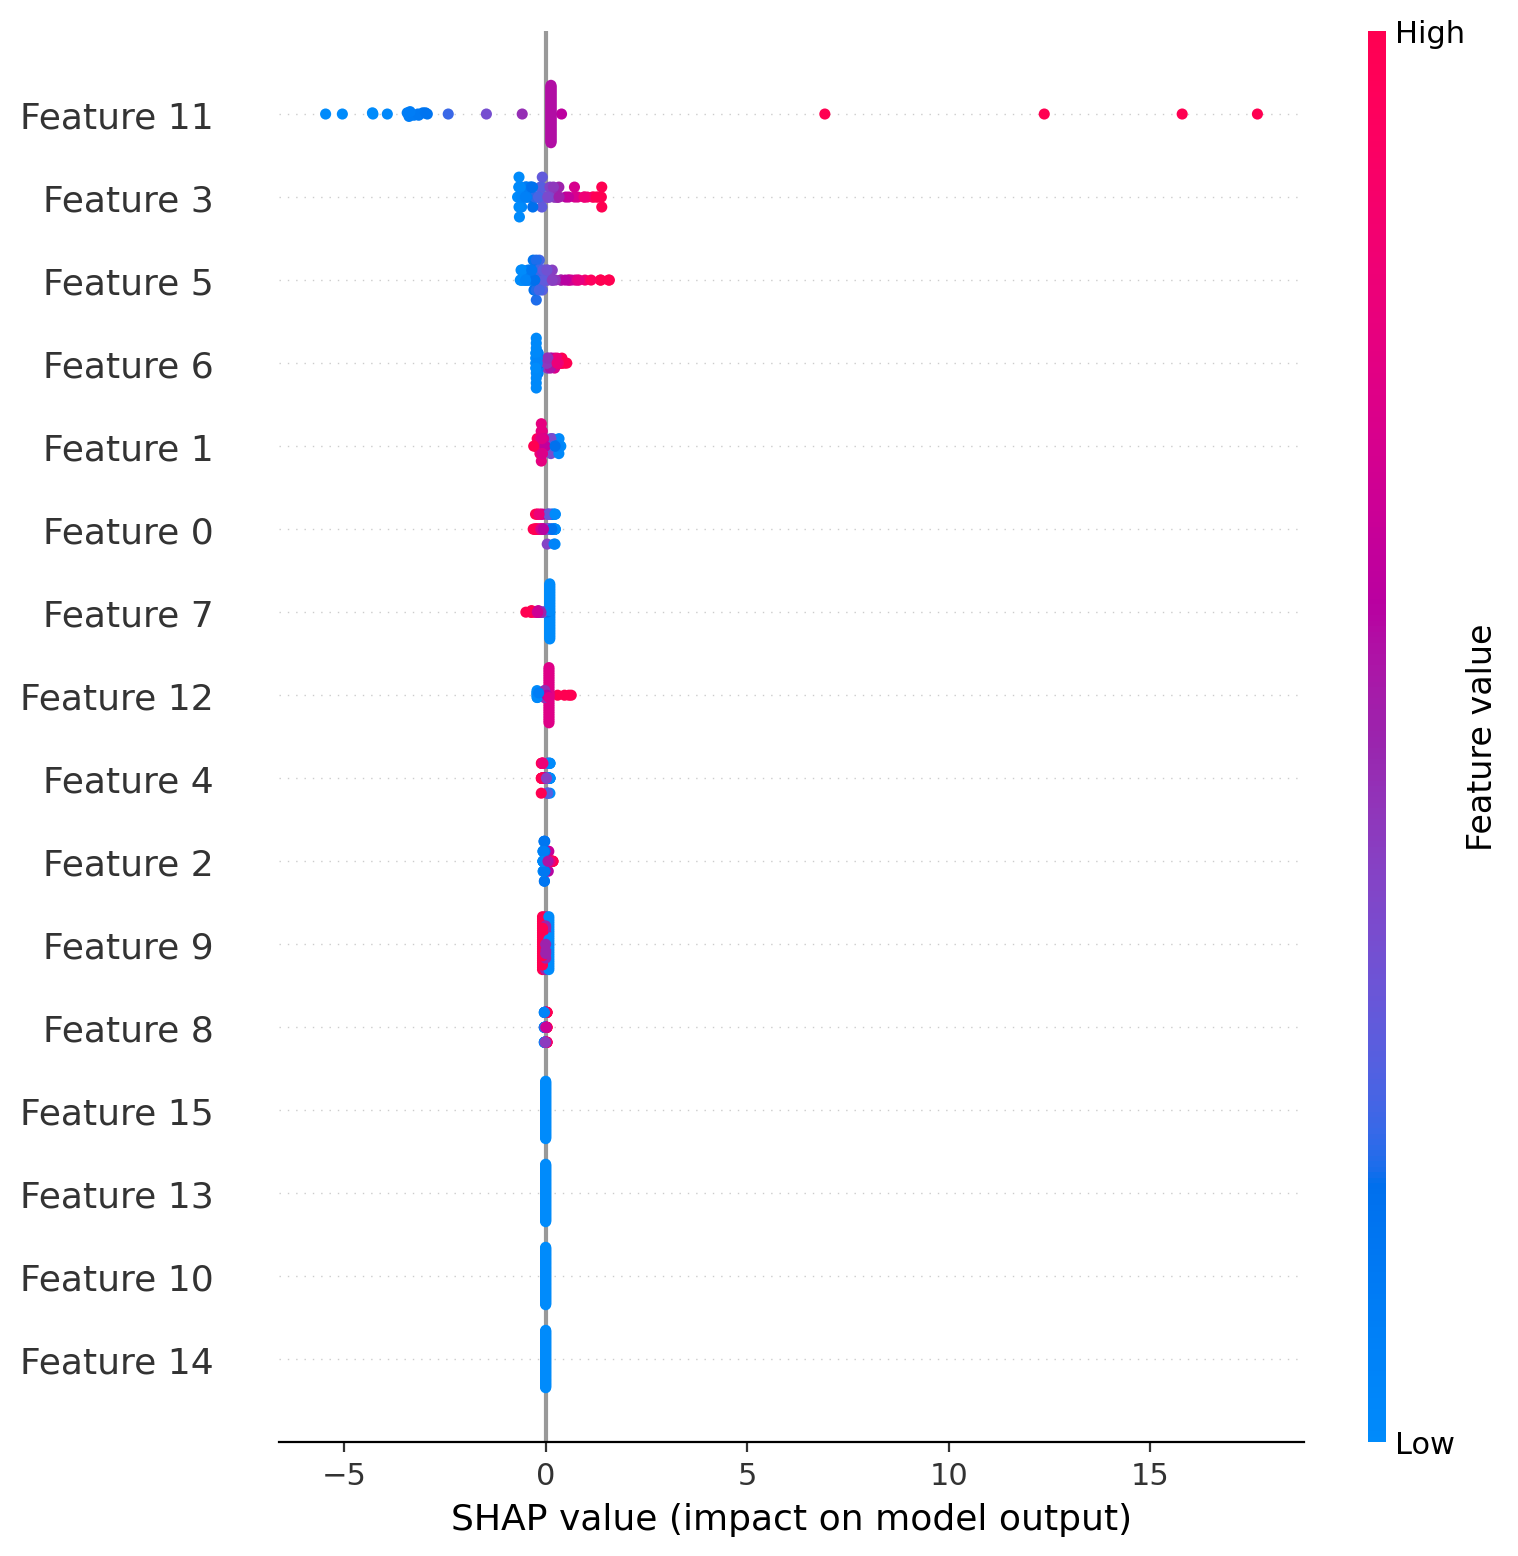 High
Feature 11
Feature 3
Feature 5
Feature 6
Feature 1
Feature 0
Feature 7
Feature 12
Feature 4
Feature 2
Feature 9
Feature 8
Feature 15
Feature 13
Feature 10
Feature 14
Feature value
Low
−5 0 5 10 15
SHAP value (impact on model output)